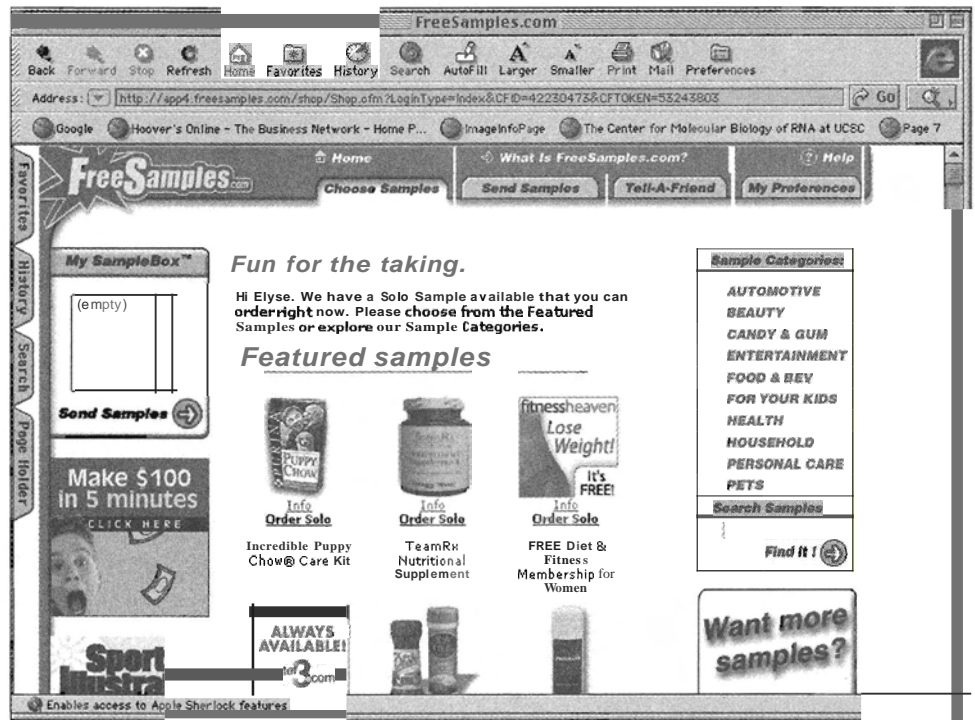 FreeSamples.com
Back Forward Stop Refresh Home Favorites History Search AutoFill Larger Smaller Print Mail Preferences
Address: http://app4.freesamples.com/shop/Shop.cfm?LoginType=Index&CFID=42230473&CFTOKEN=53243803 Go
Google Hoover's Online - The Business Network - Home P... ImageInfoPage The Center for Molecular Biology of RNA at UCSC Page 7
Favorites
History
Search
Page Holder
FreeSamples.com
Home What Is FreeSamples.com? Help
Choose Samples Send Samples Tell-A-Friend My Preferences
My SampleBox™
(empty)
Send Samples
Make $100
in 5 minutes
CLICK HERE
Sport
Illustra
Fun for the taking.
Hi Elyse. We have a Solo Sample available that you can
order right now. Please choose from the Featured
Samples or explore our Sample Categories.
Featured samples
PURINA
PUPPY
CHOW
Info
Order Solo
Incredible Puppy
Chow® Care Kit
Info
Order Solo
TeamRx
Nutritional
Supplement
fitnessheaven
Lose
Weight!
It's
FREE!
Info
Order Solo
FREE Diet &
Fitness
Membership for
Women
ALWAYS
AVAILABLE!
3.com
Sample Categories:
AUTOMOTIVE
BEAUTY
CANDY & GUM
ENTERTAINMENT
FOOD & BEV
FOR YOUR KIDS
HEALTH
HOUSEHOLD
PERSONAL CARE
PETS
Search Samples
Find It !
Want more
samples?
Enables access to Apple Sherlock features